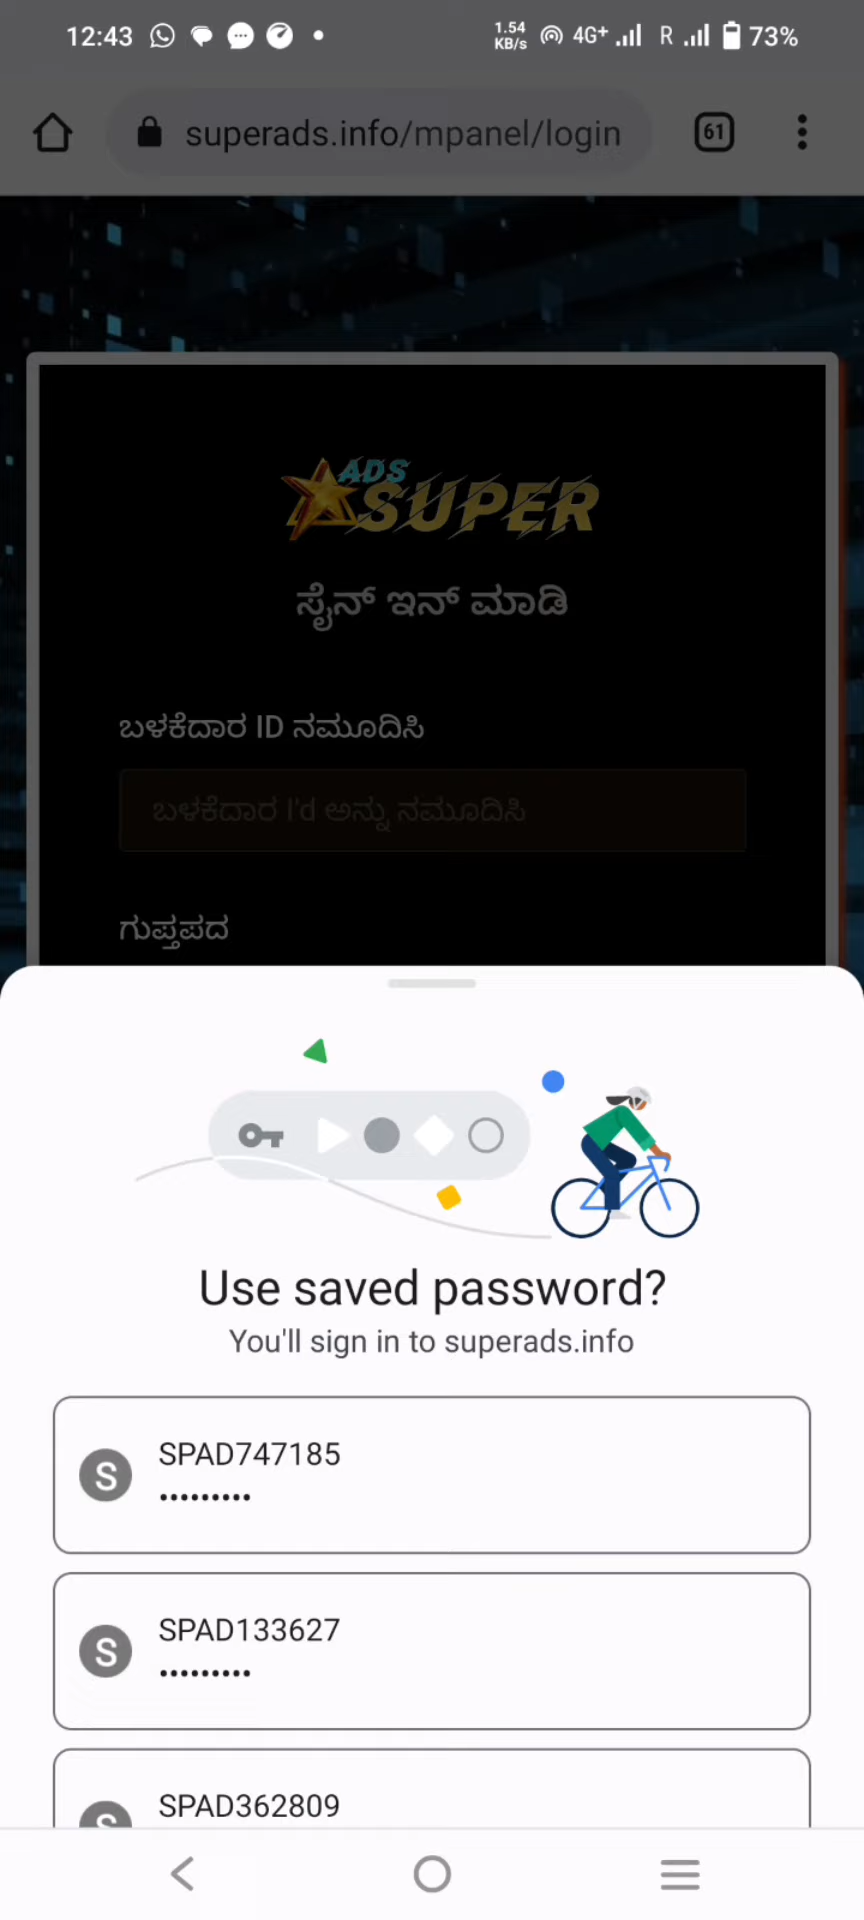 12:43
1.54
KB/s
4G+
R
73%
superads.info/mpanel/login
61
ADS
SUPER
ಸೈನ್ ಇನ್ ಮಾಡಿ
ಬಳಕೆದಾರ ID ನಮೂದಿಸಿ
ಬಳಕೆದಾರ I'd ಅನ್ನು ನಮೂದಿಸಿ
ಗುಪ್ತಪದ
Use saved password?
You'll sign in to superads.info
S
SPAD747185
•••••••••
S
SPAD133627
•••••••••
S
SPAD362809